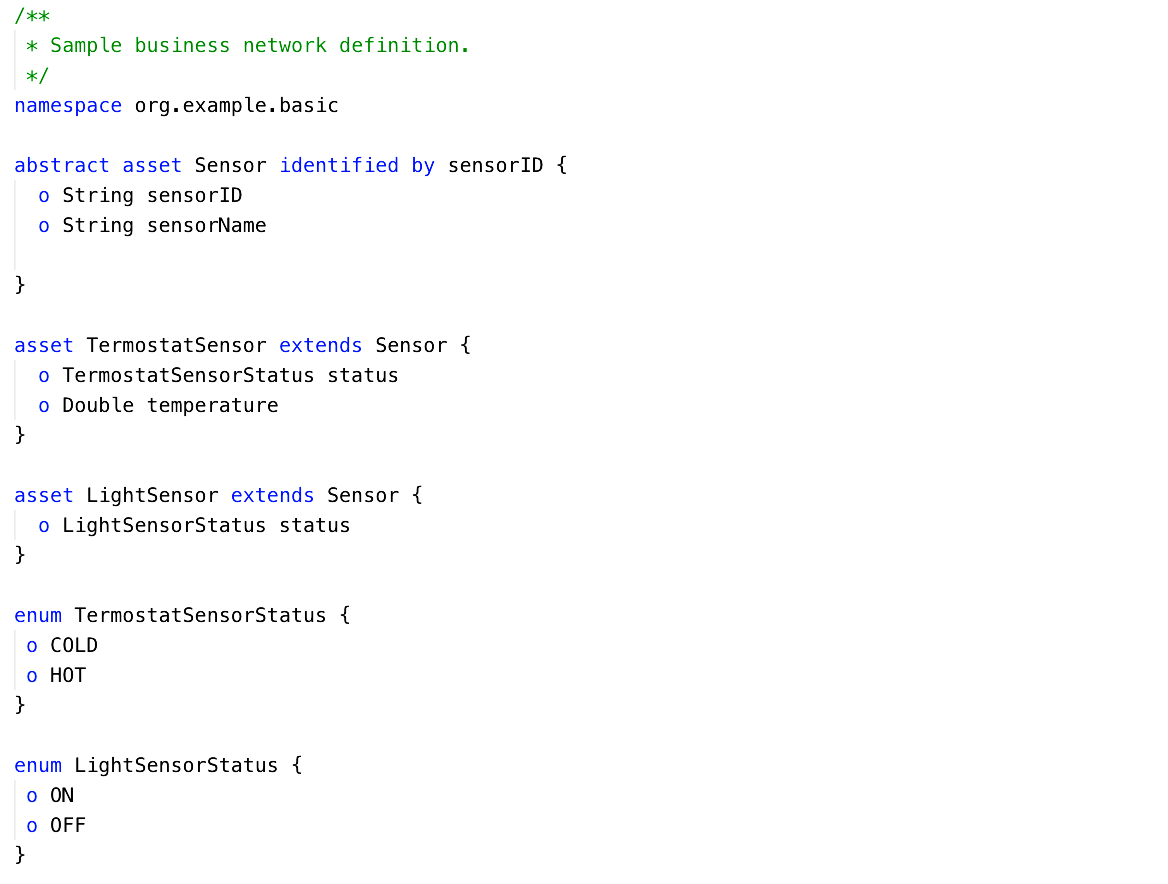 /**
 * Sample business network definition.
 */
namespace org.example.basic

abstract asset Sensor identified by sensorID {
  o String sensorID
  o String sensorName

}

asset TermostatSensor extends Sensor {
  o TermostatSensorStatus status
  o Double temperature
}

asset LightSensor extends Sensor {
  o LightSensorStatus status
}

enum TermostatSensorStatus {
 o COLD
 o HOT
}

enum LightSensorStatus {
 o ON
 o OFF
}